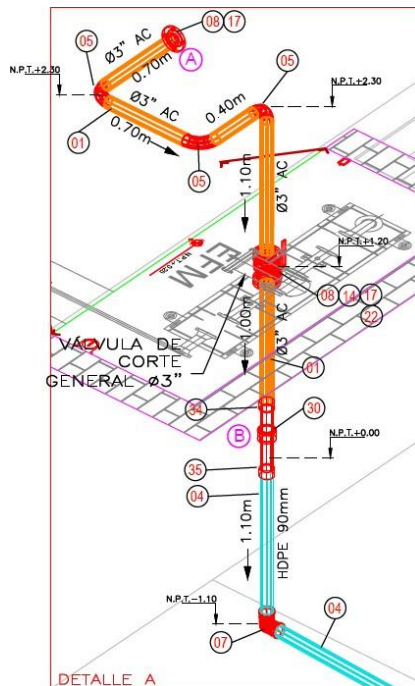 08 17
05
Ø3” AC
0.70m
A
N.P.T.+2.30
05
Ø3” AC
0.40m
N.P.T.+2.30
01
0.70m
05
1.10m
Ø3” AC
N.P.T.+1.20
EFM
08 14 17
22
VÁLVULA DE
CORTE
GENERAL ø3”
1.00m
Ø3” AC
01
34
30
B
N.P.T.±0.00
35
04
1.10m
HDPE 90mm
N.P.T.-1.10
04
07
DETALLE A